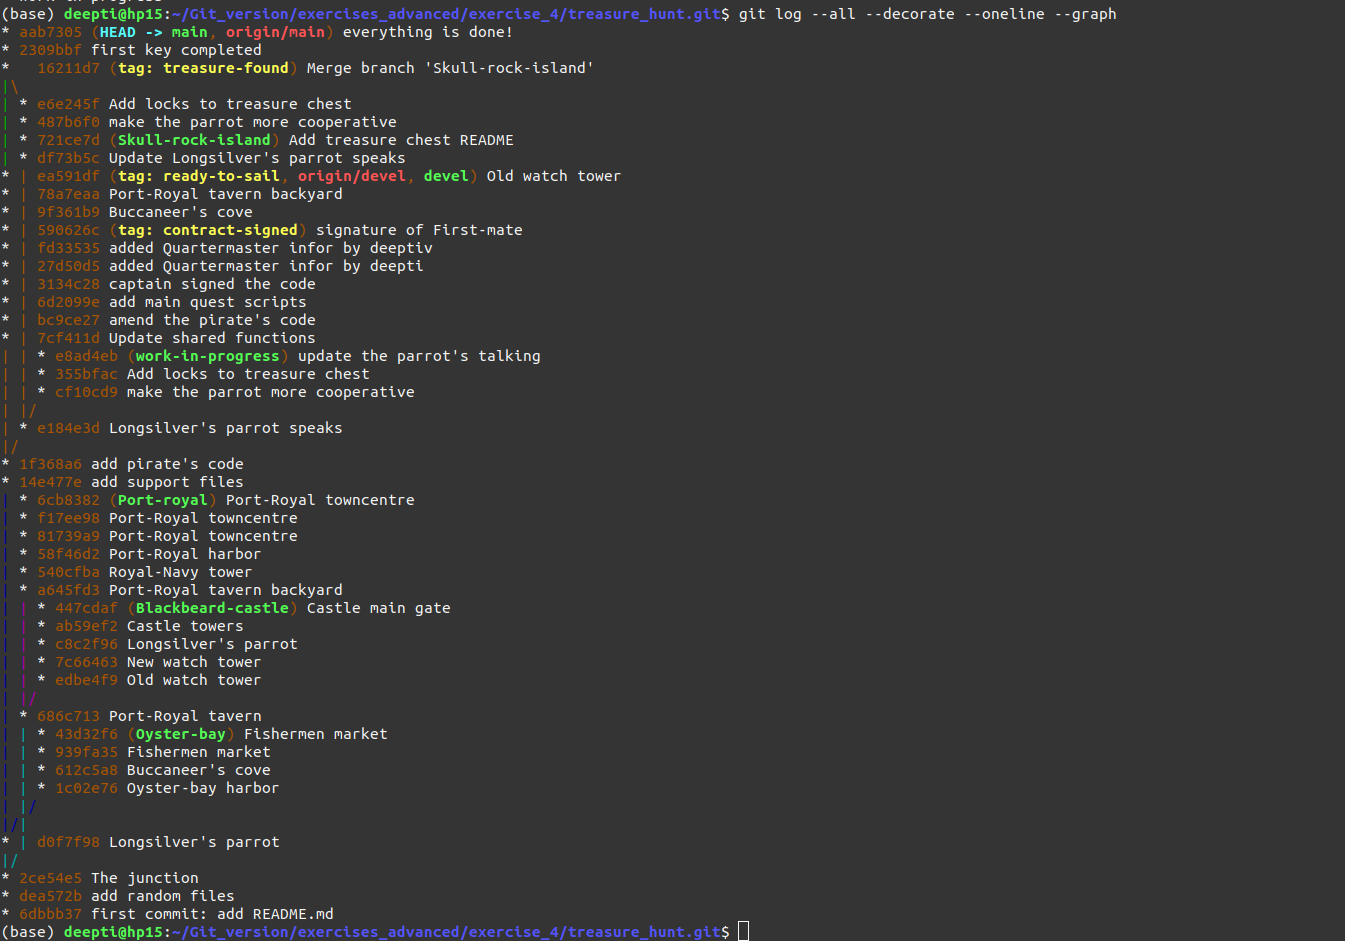 (base) deepti@hp15:~/Git_version/exercises_advanced/exercise_4/treasure_hunt.git$ git log --all --decorate --oneline --graph
* aab7305 (HEAD -> main, origin/main) everything is done!
* 2309bbf first key completed
*   16211d7 (tag: treasure-found) Merge branch 'Skull-rock-island'
|\
| * e6e245f Add locks to treasure chest
| * 487b6f0 make the parrot more cooperative
| * 721ce7d (Skull-rock-island) Add treasure chest README
| * df73b5c Update Longsilver's parrot speaks
* | ea591df (tag: ready-to-sail, origin/devel, devel) Old watch tower
* | 78a7eaa Port-Royal tavern backyard
* | 9f361b9 Buccaneer's cove
* | 590626c (tag: contract-signed) signature of First-mate
* | fd33535 added Quartermaster infor by deeptiv
* | 27d50d5 added Quartermaster infor by deepti
* | 3134c28 captain signed the code
* | 6d2099e add main quest scripts
* | bc9ce27 amend the pirate's code
* | 7cf411d Update shared functions
| | * e8ad4eb (work-in-progress) update the parrot's talking
| | * 355bfac Add locks to treasure chest
| | * cf10cd9 make the parrot more cooperative
| |/
| * e184e3d Longsilver's parrot speaks
|/
* 1f368a6 add pirate's code
* 14e477e add support files
| * 6cb8382 (Port-royal) Port-Royal towncentre
| * f17ee98 Port-Royal towncentre
| * 81739a9 Port-Royal towncentre
| * 58f46d2 Port-Royal harbor
| * 540cfba Royal-Navy tower
| * a645fd3 Port-Royal tavern backyard
| | * 447cdaf (Blackbeard-castle) Castle main gate
| | * ab59ef2 Castle towers
| | * c8c2f96 Longsilver's parrot
| | * 7c66463 New watch tower
| | * edbe4f9 Old watch tower
| |/
| * 686c713 Port-Royal tavern
| | * 43d32f6 (Oyster-bay) Fishermen market
| | * 939fa35 Fishermen market
| | * 612c5a8 Buccaneer's cove
| | * 1c02e76 Oyster-bay harbor
| |/
|/|
* | d0f7f98 Longsilver's parrot
|/
* 2ce54e5 The junction
* dea572b add random files
* 6dbbb37 first commit: add README.md
(base) deepti@hp15:~/Git_version/exercises_advanced/exercise_4/treasure_hunt.git$